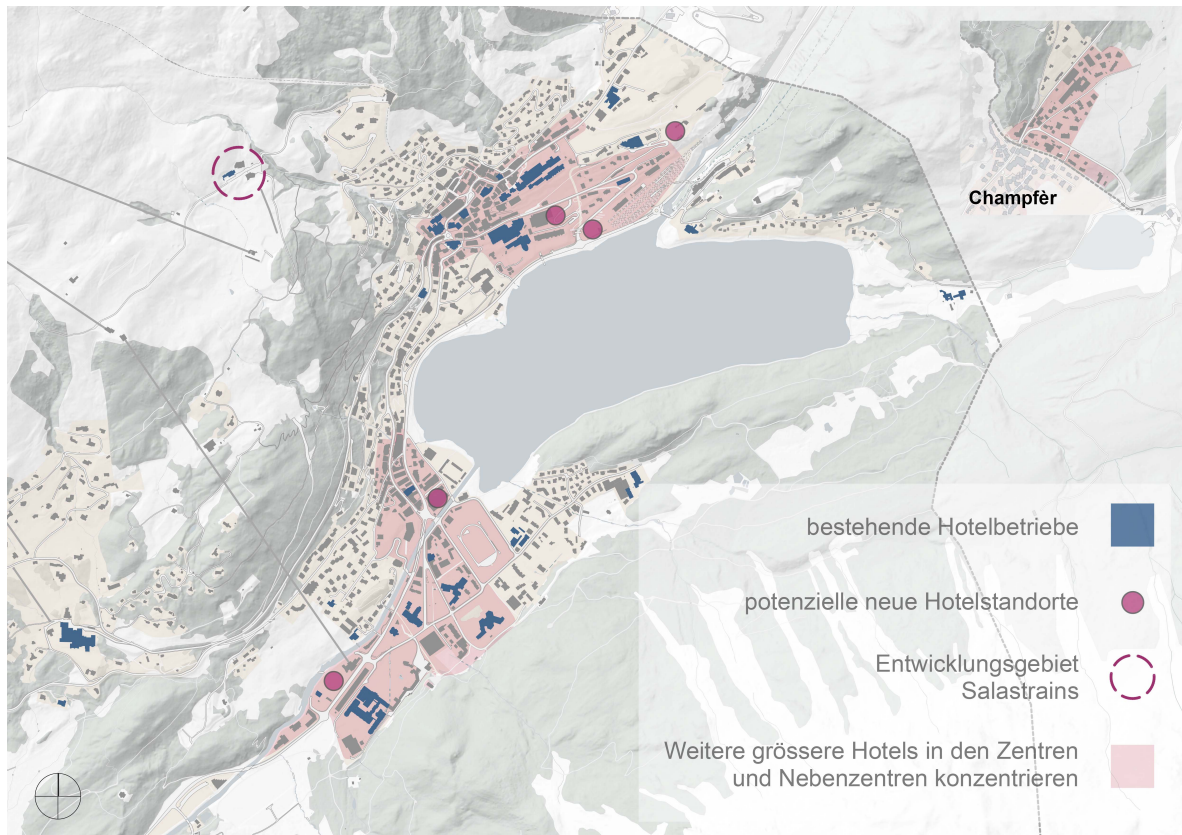 Champfèr
bestehende Hotelbetriebe
potenzielle neue Hotelstandorte
Entwicklungsgebiet
Salastrains
Weitere grössere Hotels in den Zentren
und Nebenzentren konzentrieren